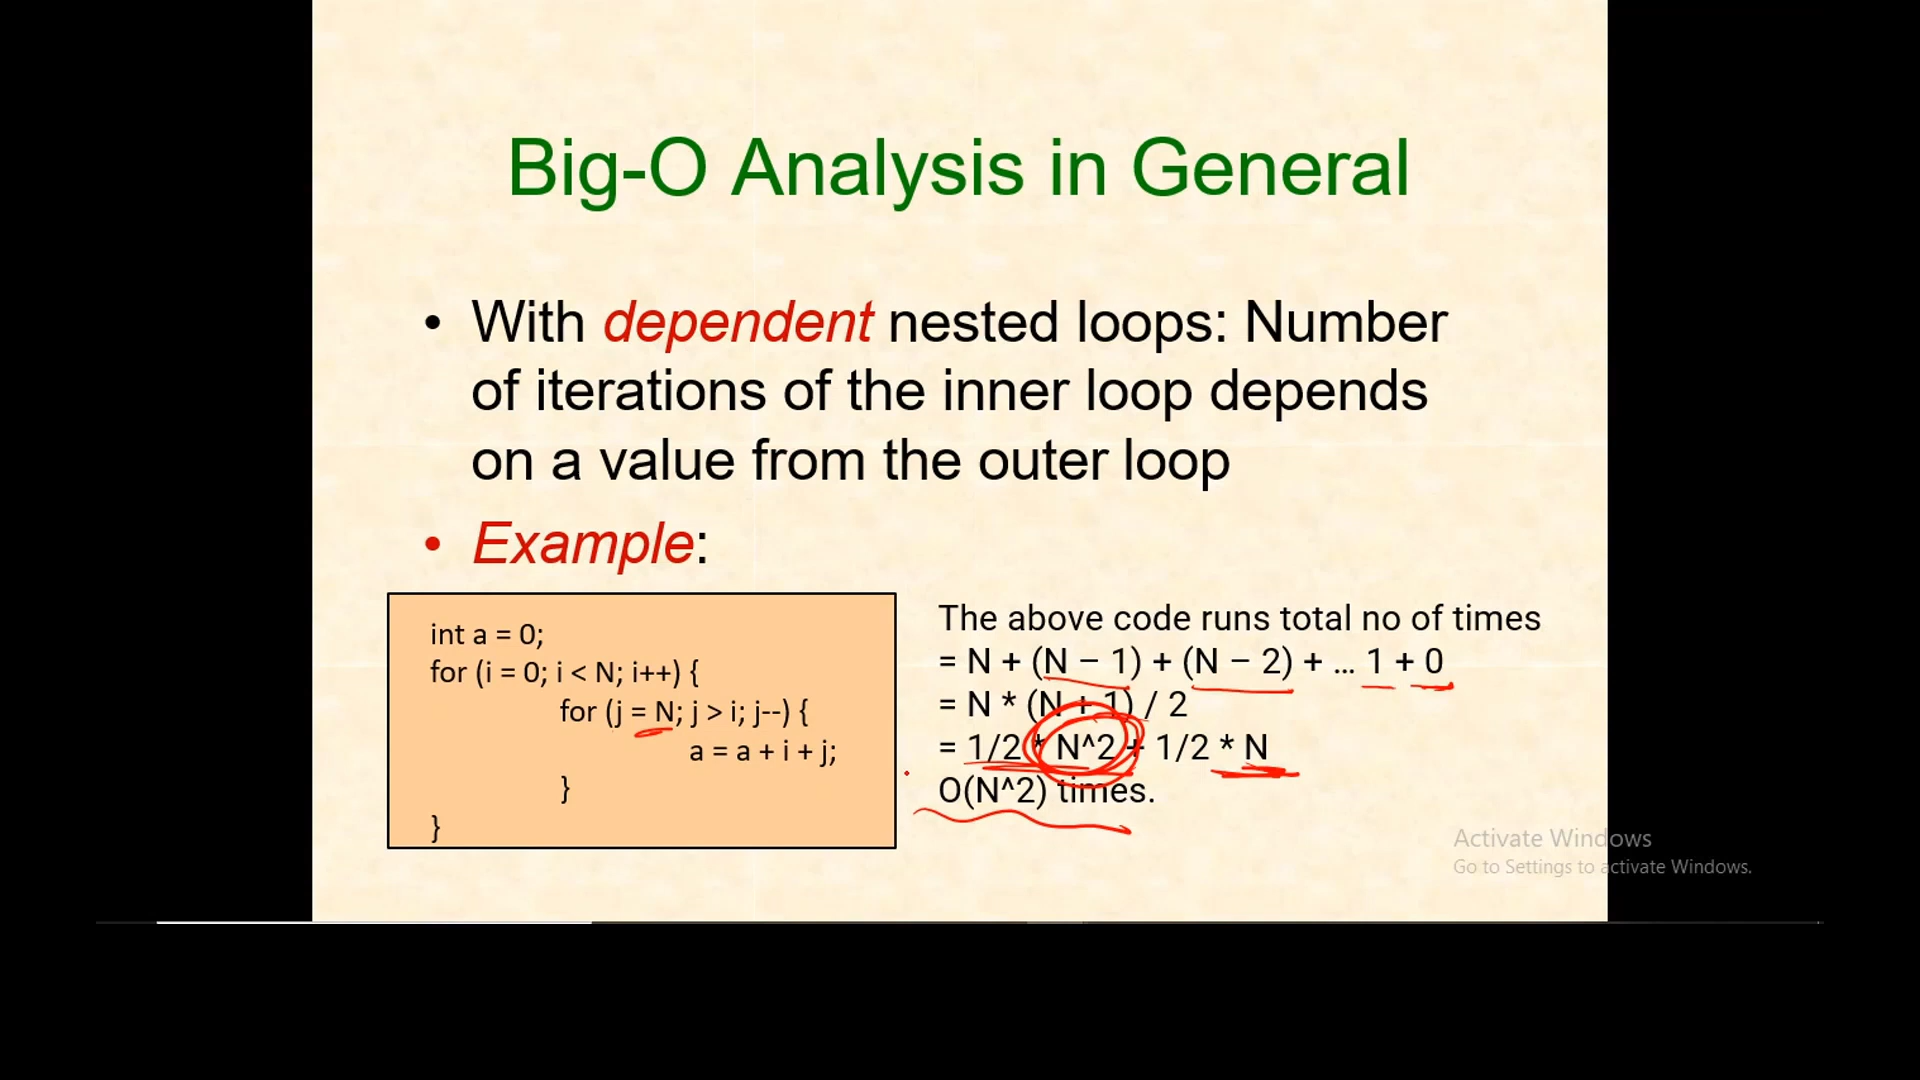 Big-O Analysis in General
• With dependent nested loops: Number
of iterations of the inner loop depends
on a value from the outer loop
• Example:
int a = 0;
for (i = 0; i < N; i++) {
for (j = N; j > i; j--) {
a = a + i + j;
}
}
The above code runs total no of times
= N + (N – 1) + (N – 2) + … 1 + 0
= N * (N + 1) / 2
= 1/2 * N^2 + 1/2 * N
O(N^2) times.
Activate Windows
Go to Settings to activate Windows.